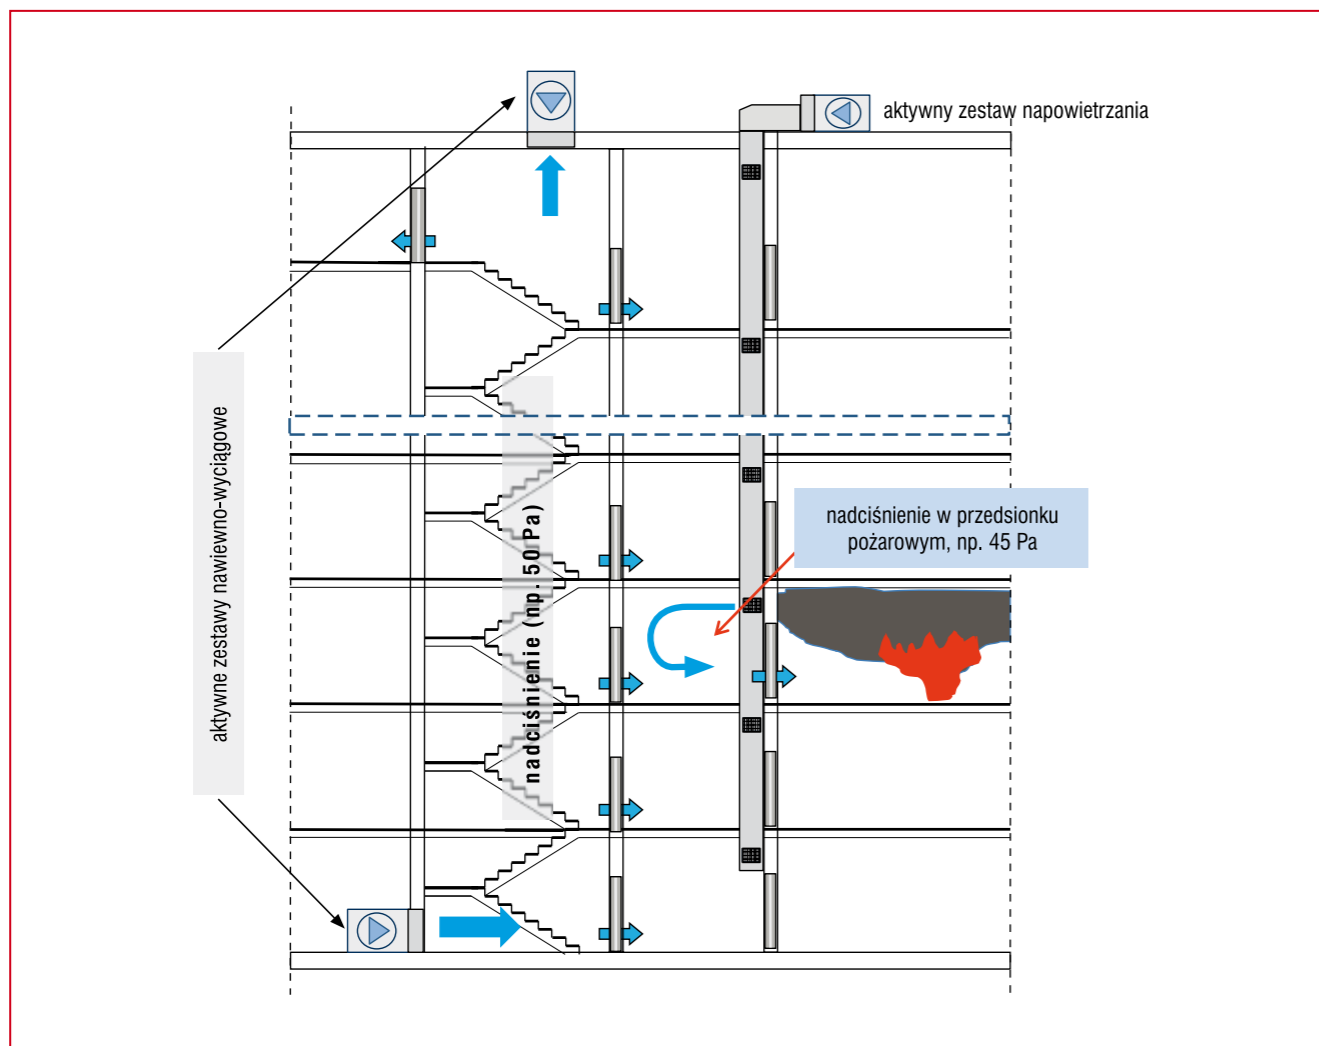 aktywny zestaw napowietrzania
aktywne zestawy nawiewno-wyciągowe
nadciśnienie (np. 50 Pa)
nadciśnienie w przedsionku
pożarowym, np. 45 Pa